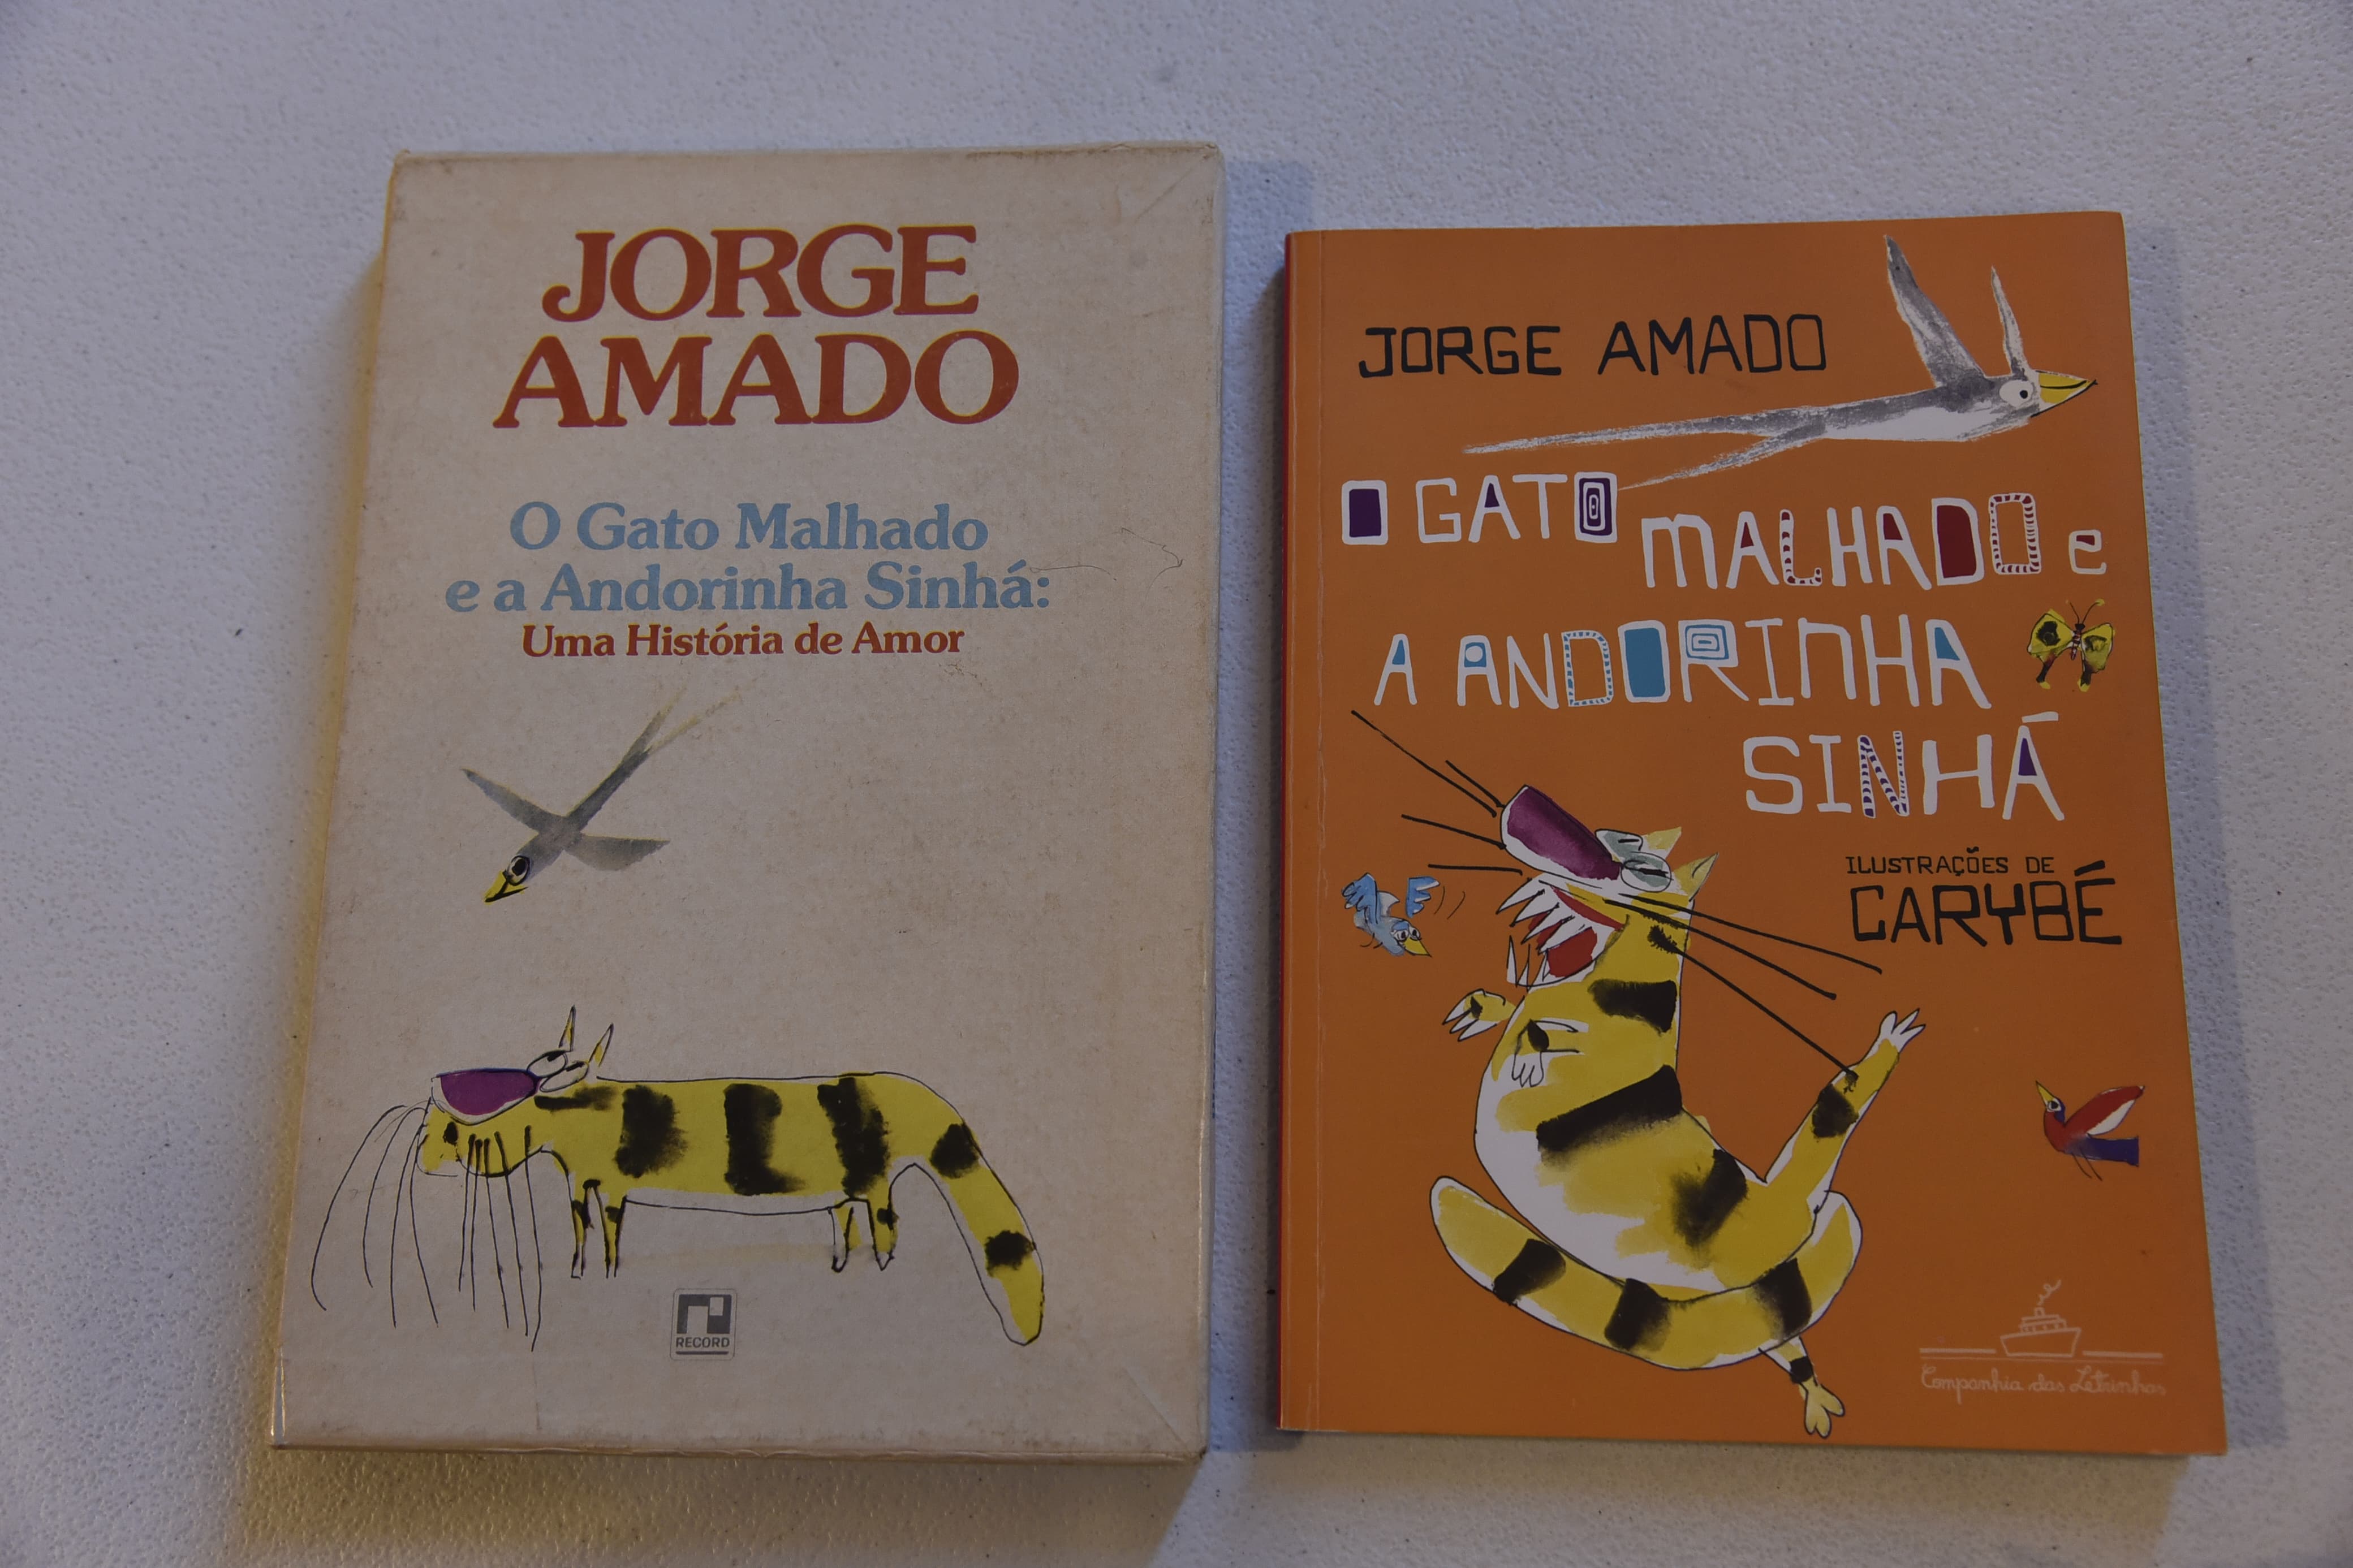 JORGE
AMADO
O Gato Malhado
e a Andorinha Sinhá:
Uma História de Amor
RECORD
JORGE AMADO
O GATO
MALHADO e
A ANDORINHA
SINHÁ
ILUSTRAÇÕES DE
CARYBÉ
Companhia das Letrinhas